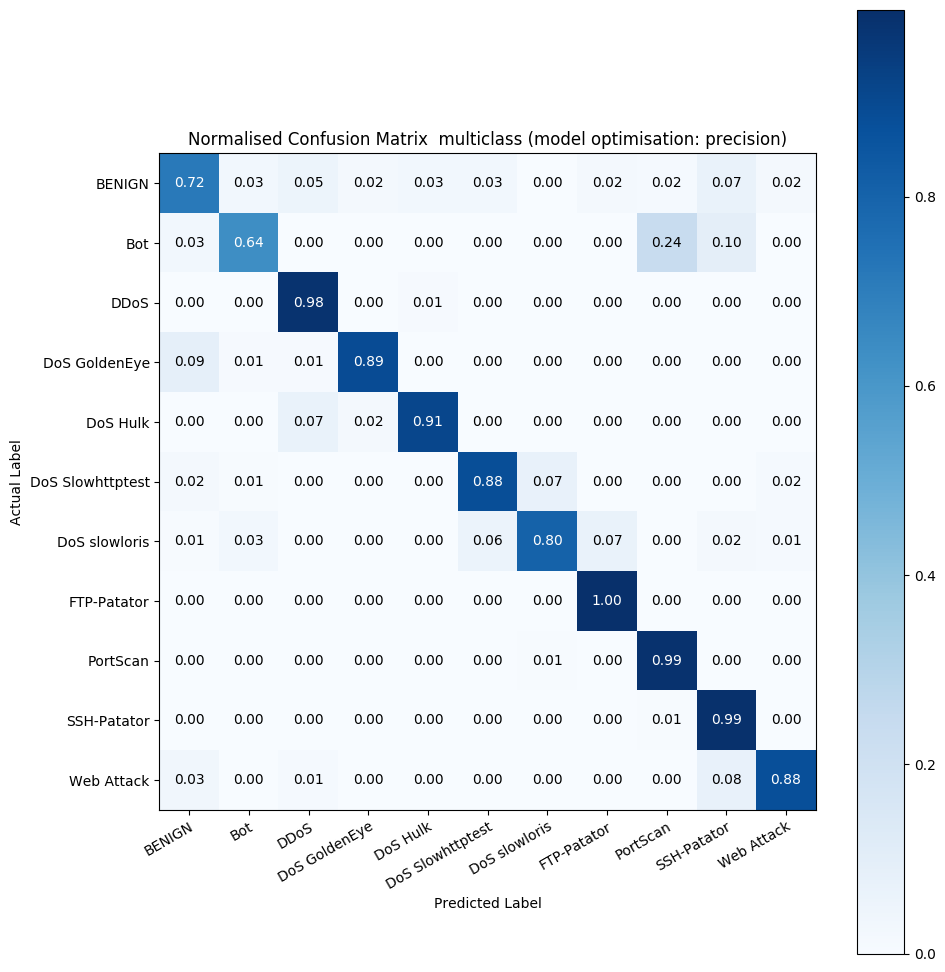 Normalised Confusion Matrix  multiclass (model optimisation: precision)
BENIGN 0.72 0.03 0.05 0.02 0.03 0.03 0.00 0.02 0.02 0.07 0.02
Bot 0.03 0.64 0.00 0.00 0.00 0.00 0.00 0.00 0.24 0.10 0.00
DDoS 0.00 0.00 0.98 0.00 0.01 0.00 0.00 0.00 0.00 0.00 0.00
DoS GoldenEye 0.09 0.01 0.01 0.89 0.00 0.00 0.00 0.00 0.00 0.00 0.00
DoS Hulk 0.00 0.00 0.07 0.02 0.91 0.00 0.00 0.00 0.00 0.00 0.00
DoS Slowhttptest 0.02 0.01 0.00 0.00 0.00 0.88 0.07 0.00 0.00 0.00 0.02
DoS slowloris 0.01 0.03 0.00 0.00 0.00 0.06 0.80 0.07 0.00 0.02 0.01
FTP-Patator 0.00 0.00 0.00 0.00 0.00 0.00 0.00 1.00 0.00 0.00 0.00
PortScan 0.00 0.00 0.00 0.00 0.00 0.00 0.01 0.00 0.99 0.00 0.00
SSH-Patator 0.00 0.00 0.00 0.00 0.00 0.00 0.00 0.00 0.01 0.99 0.00
Web Attack 0.03 0.00 0.01 0.00 0.00 0.00 0.00 0.00 0.00 0.08 0.88
BENIGN Bot DDoS DoS GoldenEye DoS Hulk DoS Slowhttptest DoS slowloris FTP-Patator PortScan SSH-Patator Web Attack
Predicted Label
Actual Label
0.8
0.6
0.4
0.2
0.0